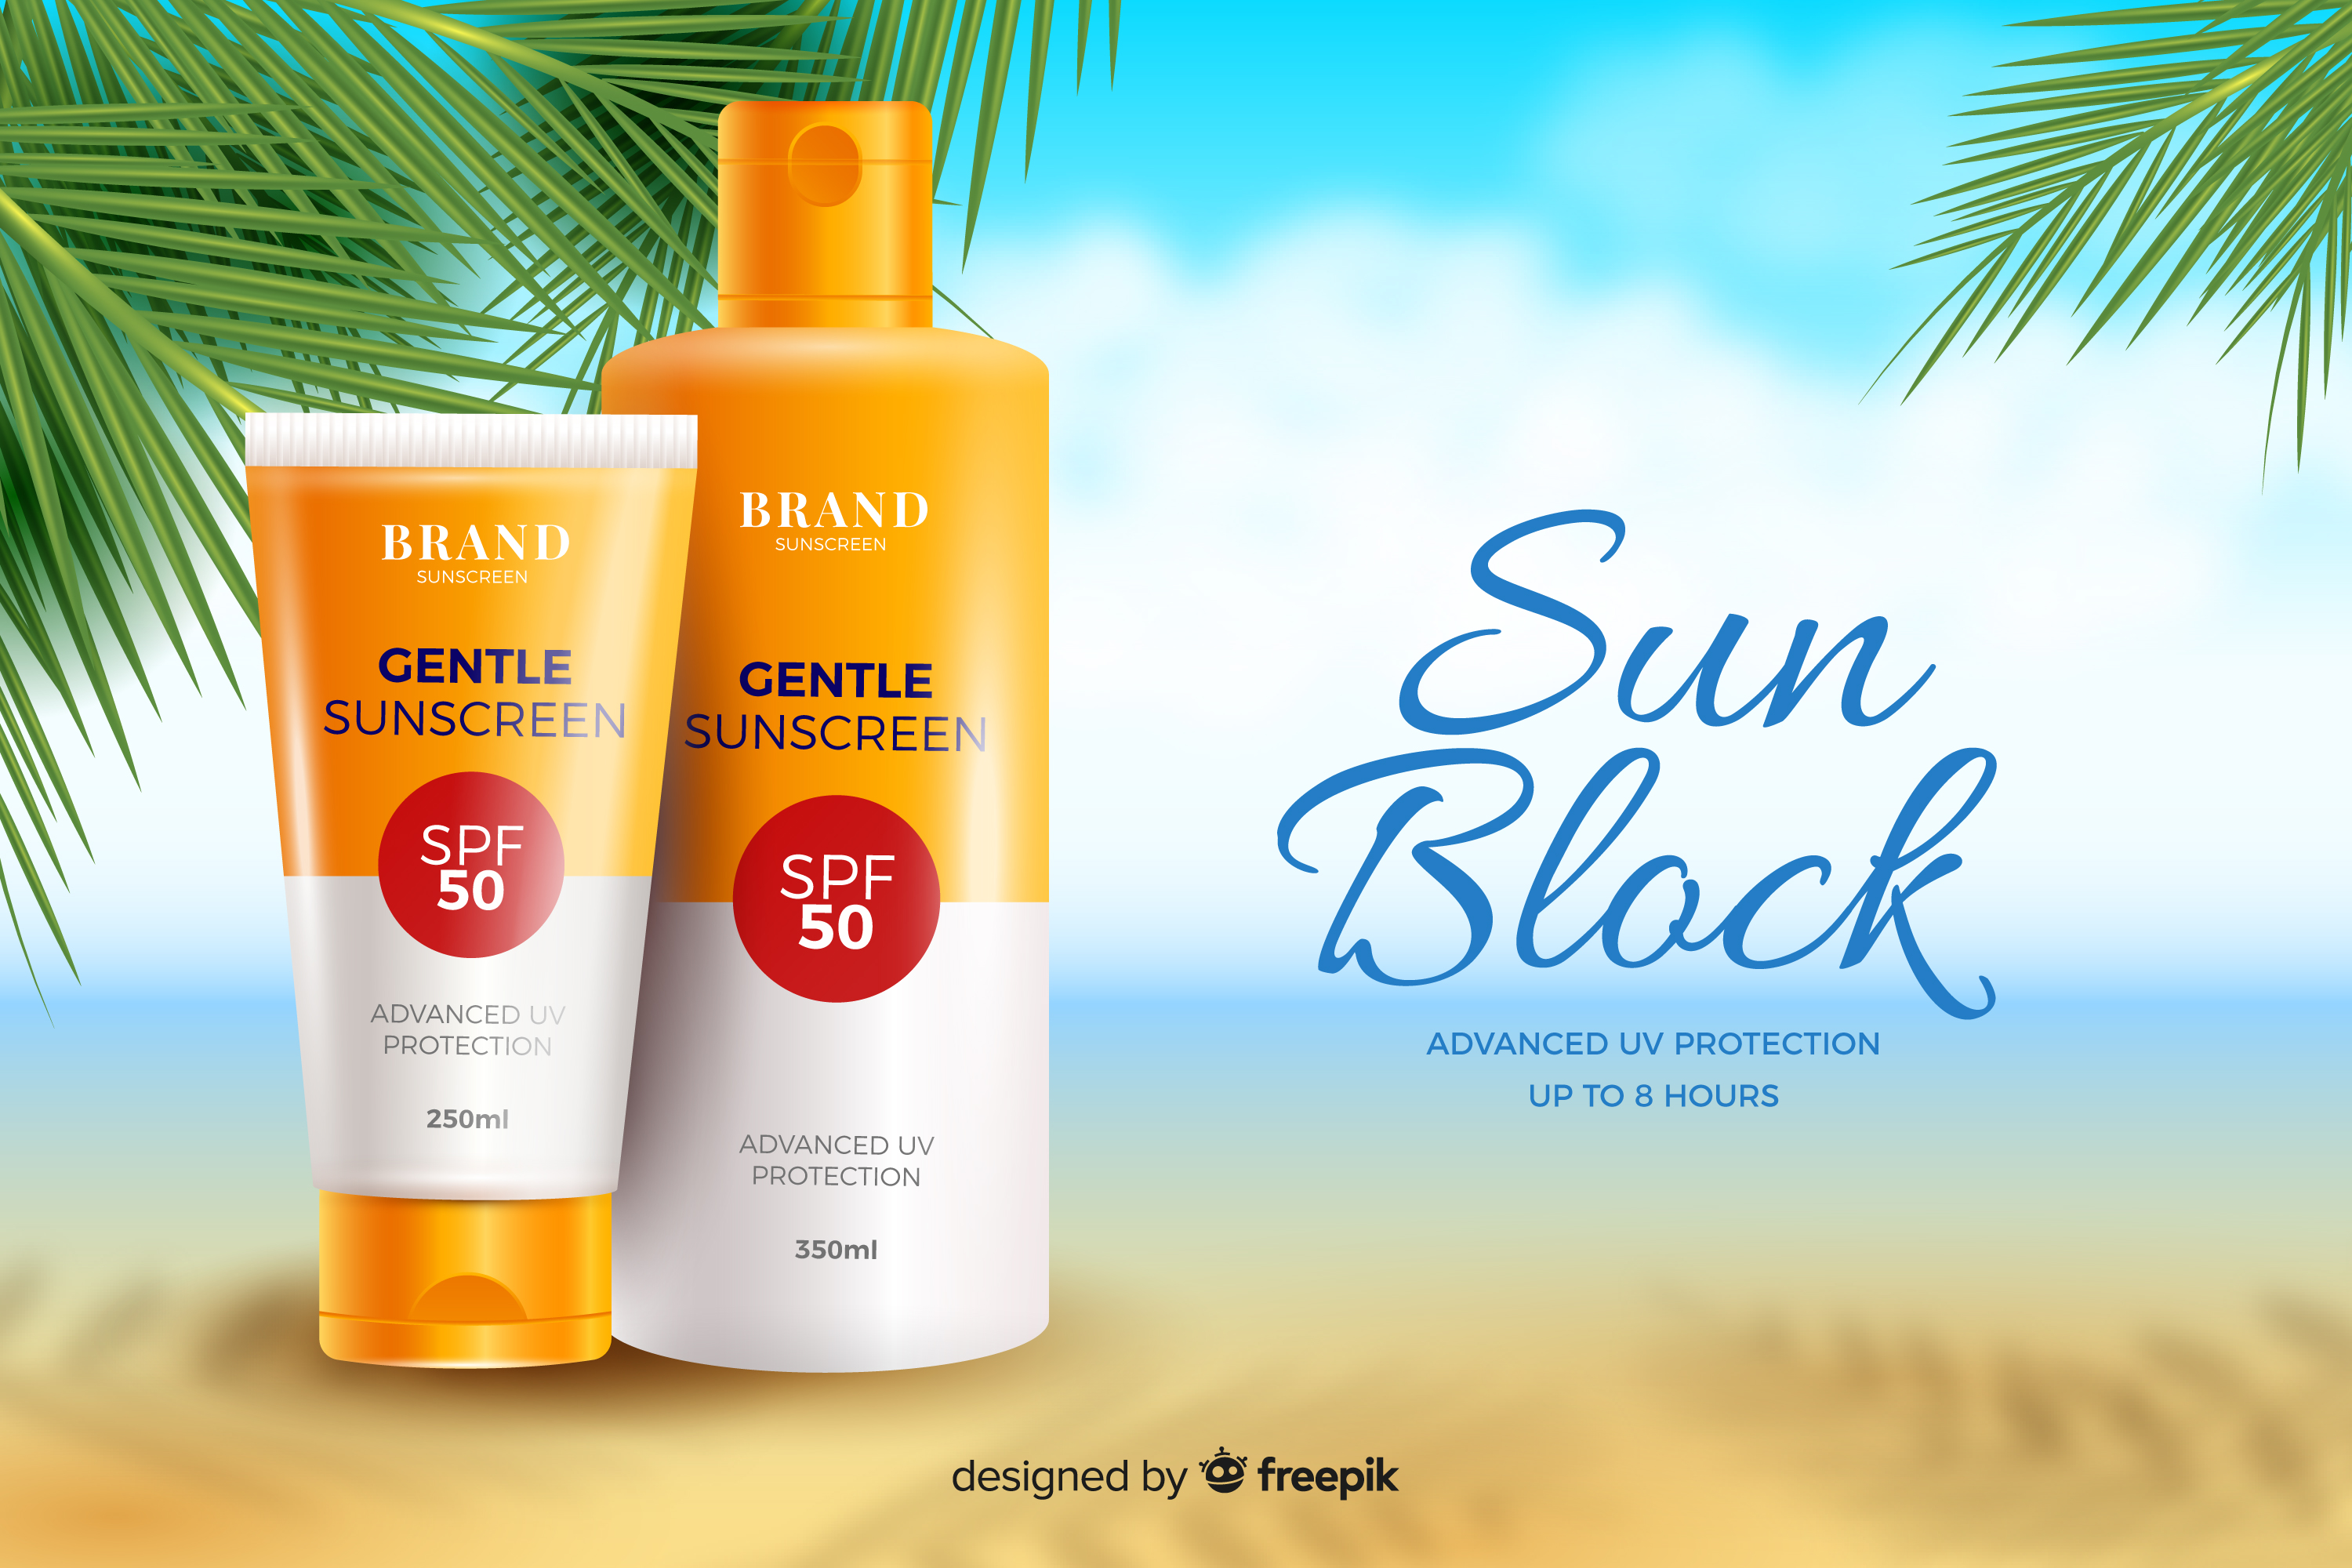 BRAND
SUNSCREEN
GENTLE
SUNSCREEN
SPF
50
ADVANCED UV
PROTECTION
250ml
BRAND
SUNSCREEN
GENTLE
SUNSCREEN
SPF
50
ADVANCED UV
PROTECTION
350ml
Sun
Block
ADVANCED UV PROTECTION
UP TO 8 HOURS
designed by freepik